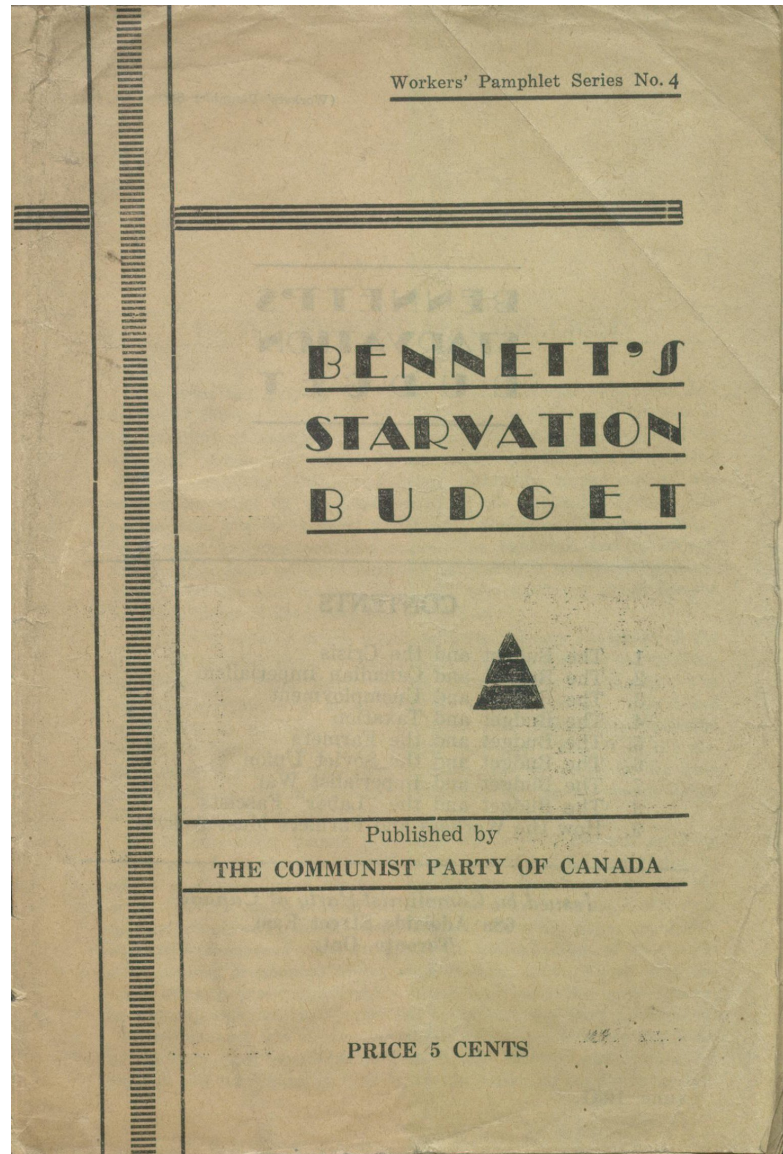 Workers' Pamphlet Series No. 4
BENNETT'S
STARVATION
BUDGET
Published by
THE COMMUNIST PARTY OF CANADA
PRICE 5 CENTS